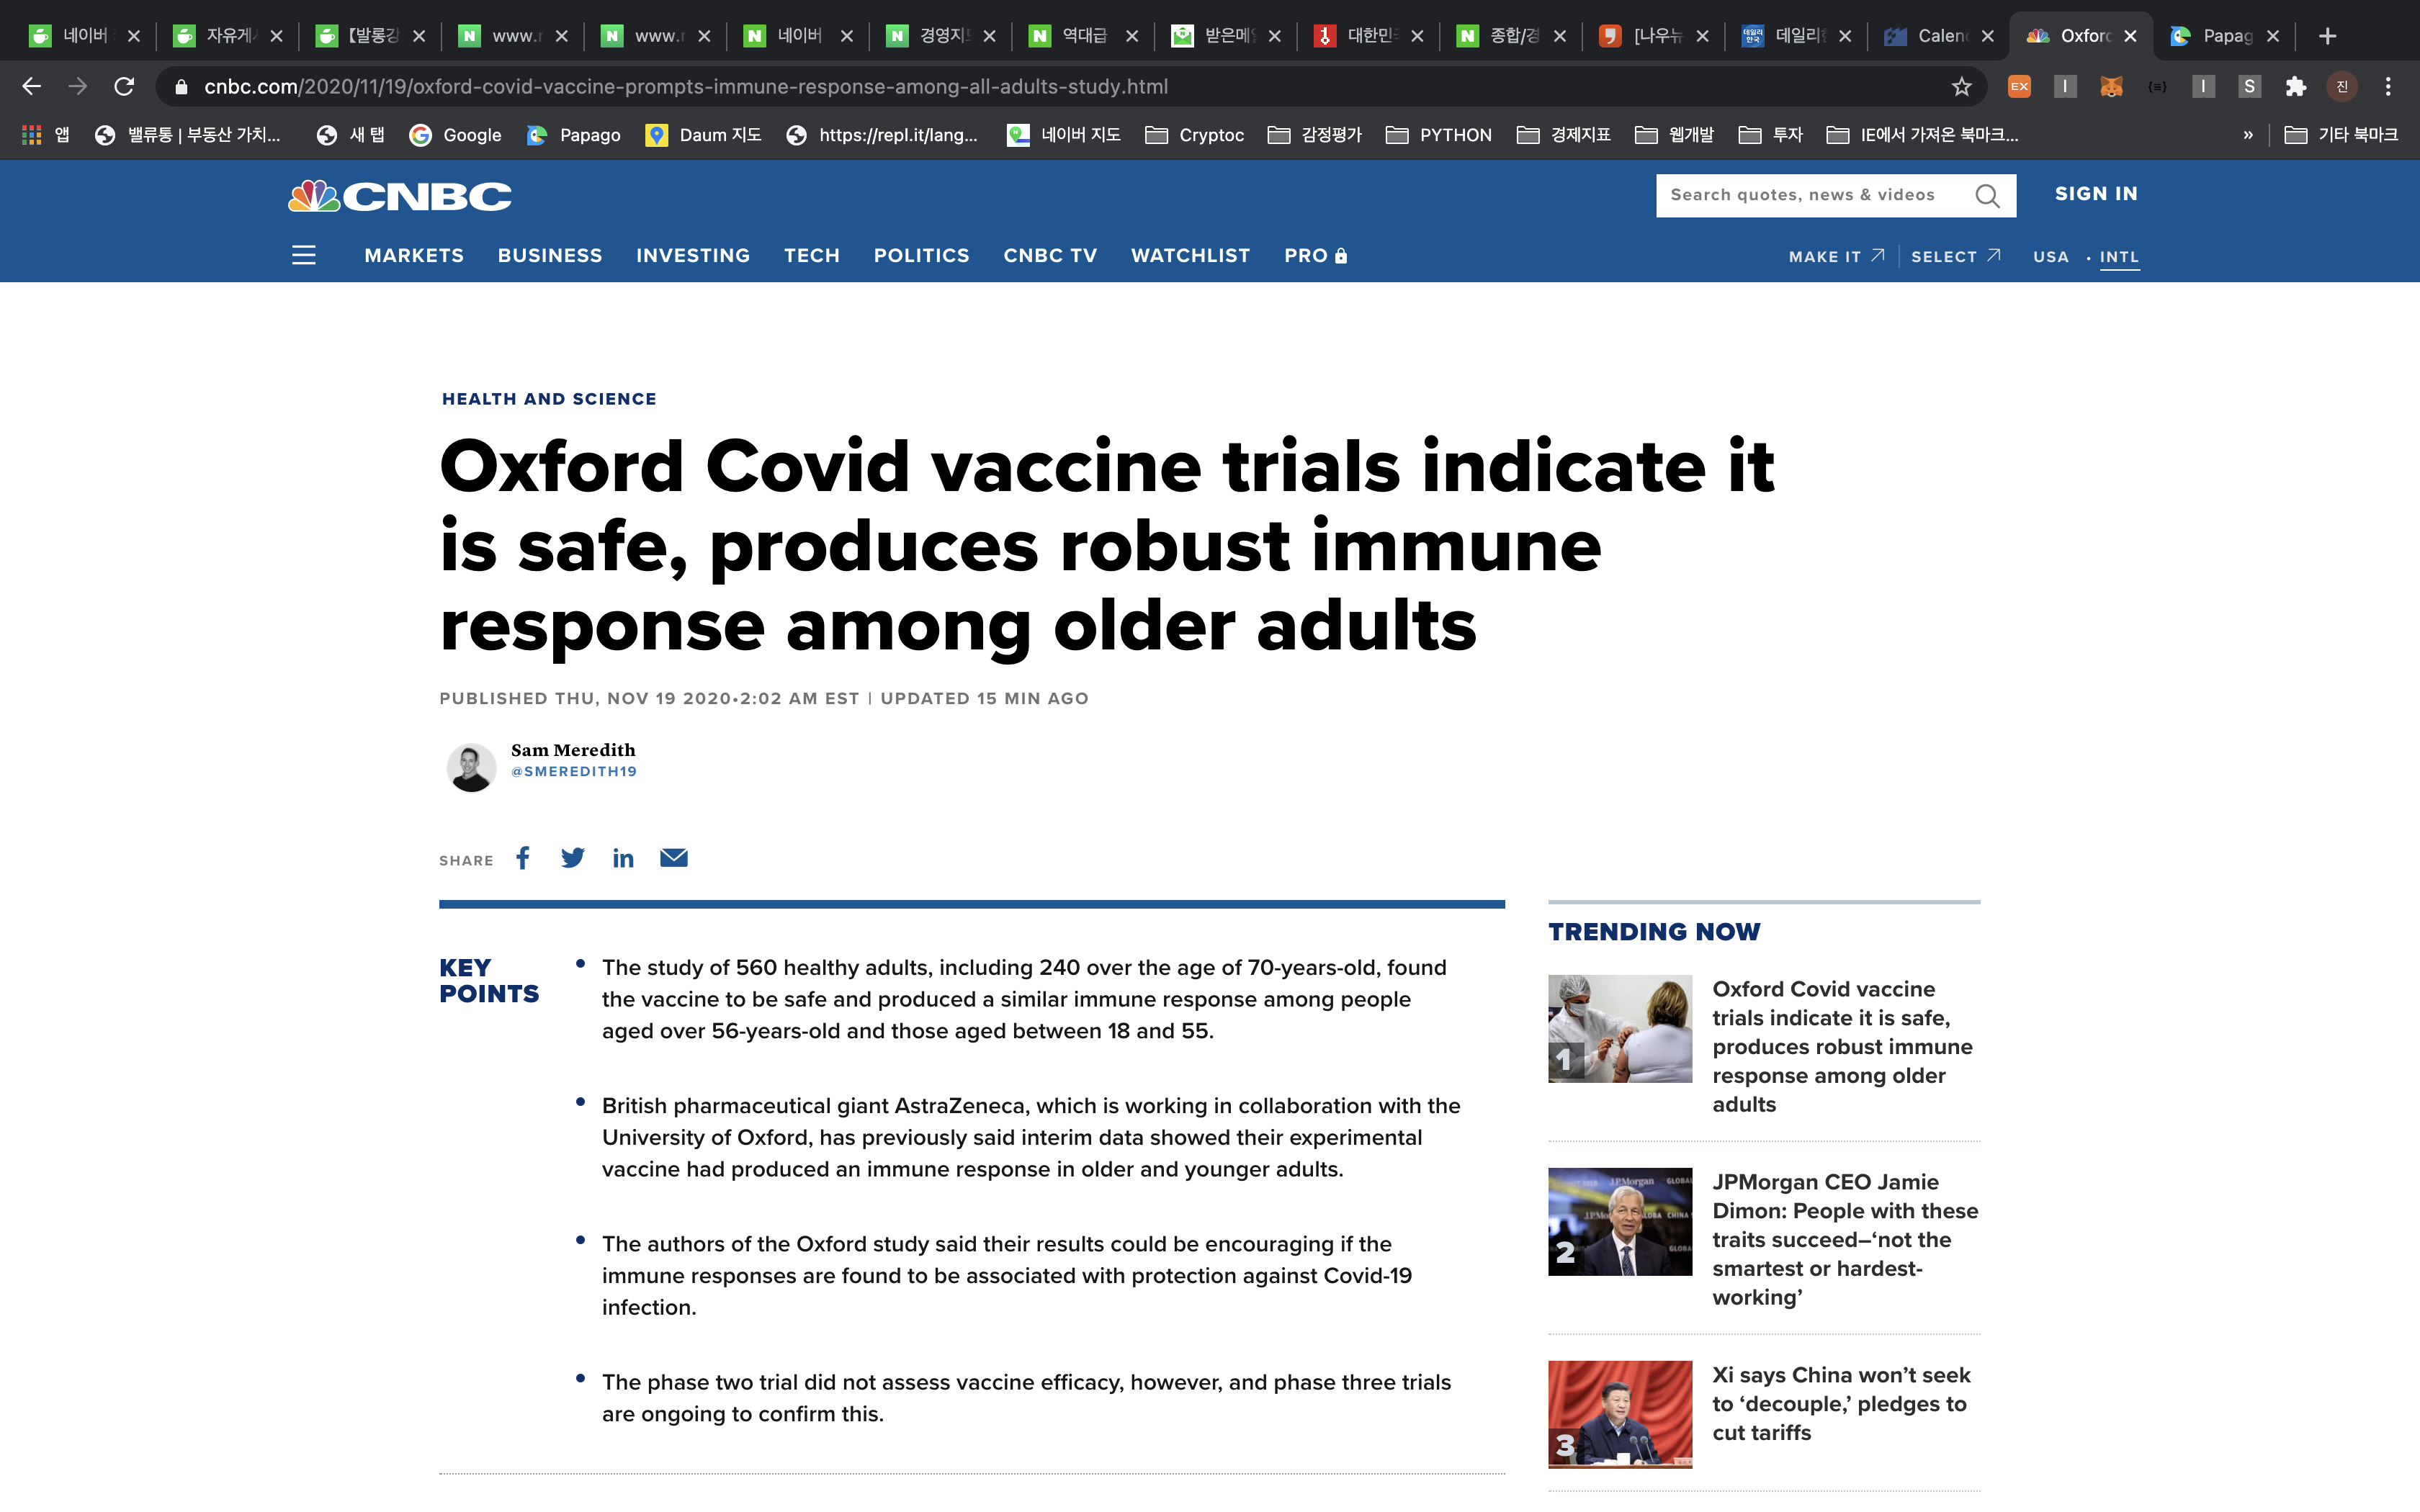 네이버
자유게
【발롱강
www.r
www.r
네이버
경영지
역대급
받은메
대한민
종합/경
[나우뉴
데일리한
Calen
Oxford
Papag
cnbc.com/2020/11/19/oxford-covid-vaccine-prompts-immune-response-among-all-adults-study.html
EX
I
I
S
진
앱
밸류통 | 부동산 가치...
새 탭
Google
Papago
Daum 지도
https://repl.it/lang...
네이버 지도
Cryptoc
감정평가
PYTHON
경제지표
웹개발
투자
IE에서 가져온 북마크...
»
기타 북마크
CNBC
Search quotes, news & videos
SIGN IN
MARKETS
BUSINESS
INVESTING
TECH
POLITICS
CNBC TV
WATCHLIST
PRO
MAKE IT
SELECT
USA
• INTL
HEALTH AND SCIENCE
Oxford Covid vaccine trials indicate it
is safe, produces robust immune
response among older adults
PUBLISHED THU, NOV 19 2020•2:02 AM EST | UPDATED 15 MIN AGO
Sam Meredith
@SMEREDITH19
SHARE
KEY
POINTS
• The study of 560 healthy adults, including 240 over the age of 70-years-old, found
the vaccine to be safe and produced a similar immune response among people
aged over 56-years-old and those aged between 18 and 55.
• British pharmaceutical giant AstraZeneca, which is working in collaboration with the
University of Oxford, has previously said interim data showed their experimental
vaccine had produced an immune response in older and younger adults.
• The authors of the Oxford study said their results could be encouraging if the
immune responses are found to be associated with protection against Covid-19
infection.
• The phase two trial did not assess vaccine efficacy, however, and phase three trials
are ongoing to confirm this.
TRENDING NOW
1
Oxford Covid vaccine
trials indicate it is safe,
produces robust immune
response among older
adults
2
JPMorgan CEO Jamie
Dimon: People with these
traits succeed–‘not the
smartest or hardest-
working’
3
Xi says China won’t seek
to ‘decouple,’ pledges to
cut tariffs